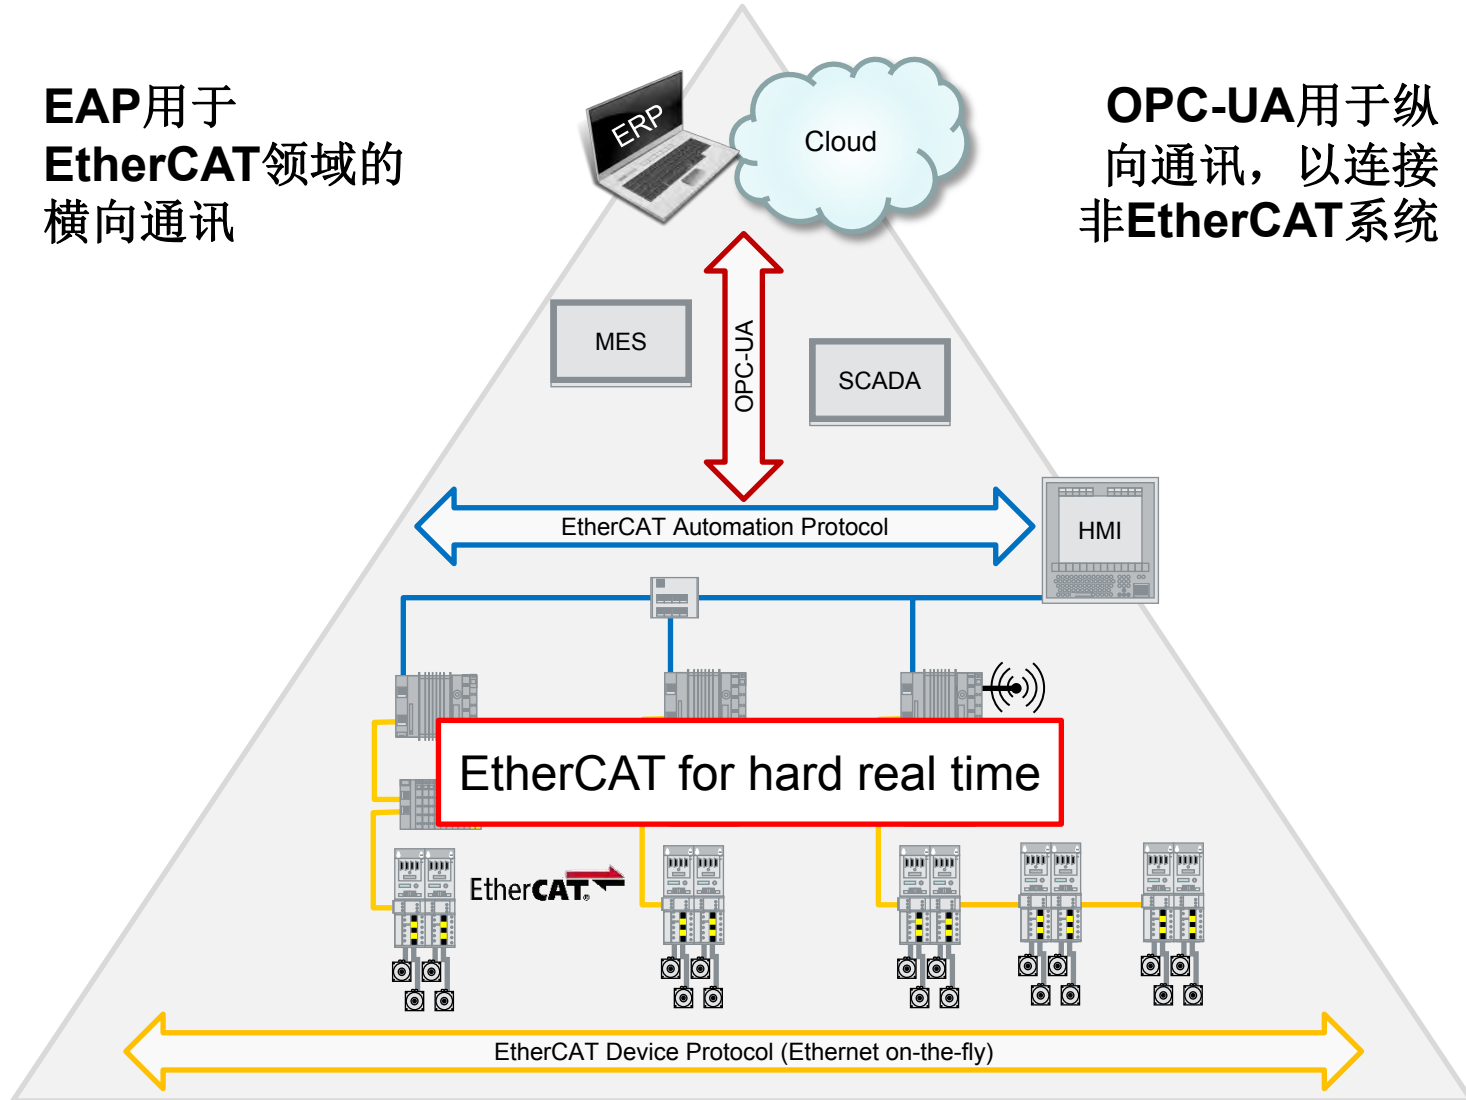 EAP用于
EtherCAT领域的
横向通讯
OPC-UA用于纵
向通讯，以连接
非EtherCAT系统
ERP
Cloud
MES
OPC-UA
SCADA
EtherCAT Automation Protocol
HMI
EtherCAT for hard real time
EtherCAT®
EtherCAT Device Protocol (Ethernet on-the-fly)